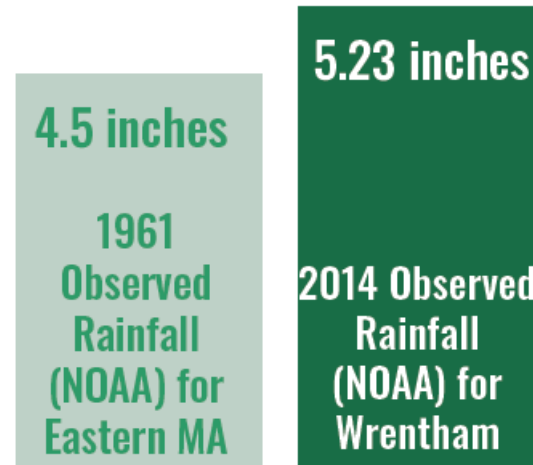 4.5 inches
1961
Observed
Rainfall
(NOAA) for
Eastern MA
5.23 inches
2014 Observed
Rainfall
(NOAA) for
Wrentham